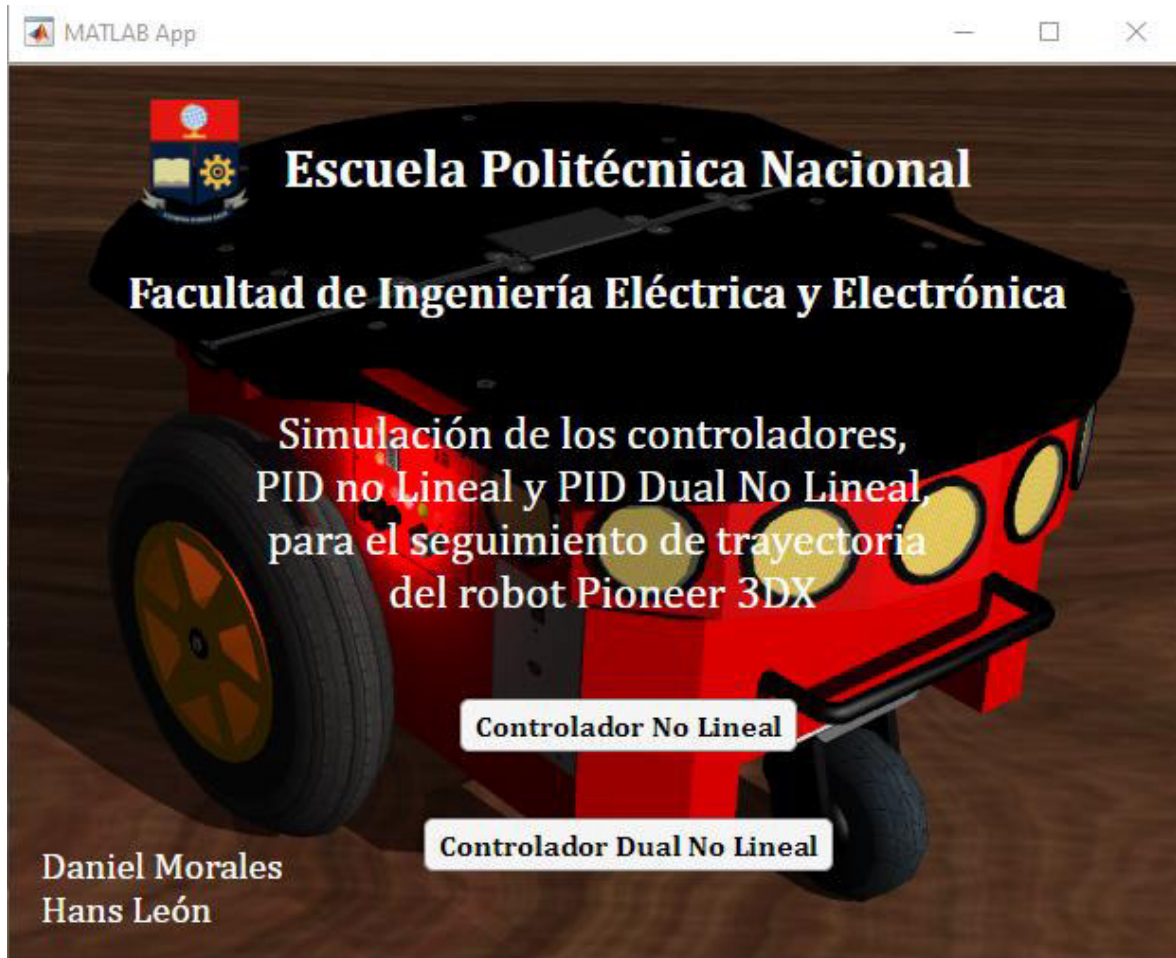 MATLAB App
Escuela Politécnica Nacional
Facultad de Ingeniería Eléctrica y Electrónica
Simulación de los controladores,
PID no Lineal y PID Dual No Lineal,
para el seguimiento de trayectoria
del robot Pioneer 3DX
Controlador No Lineal
Controlador Dual No Lineal
Daniel Morales
Hans León